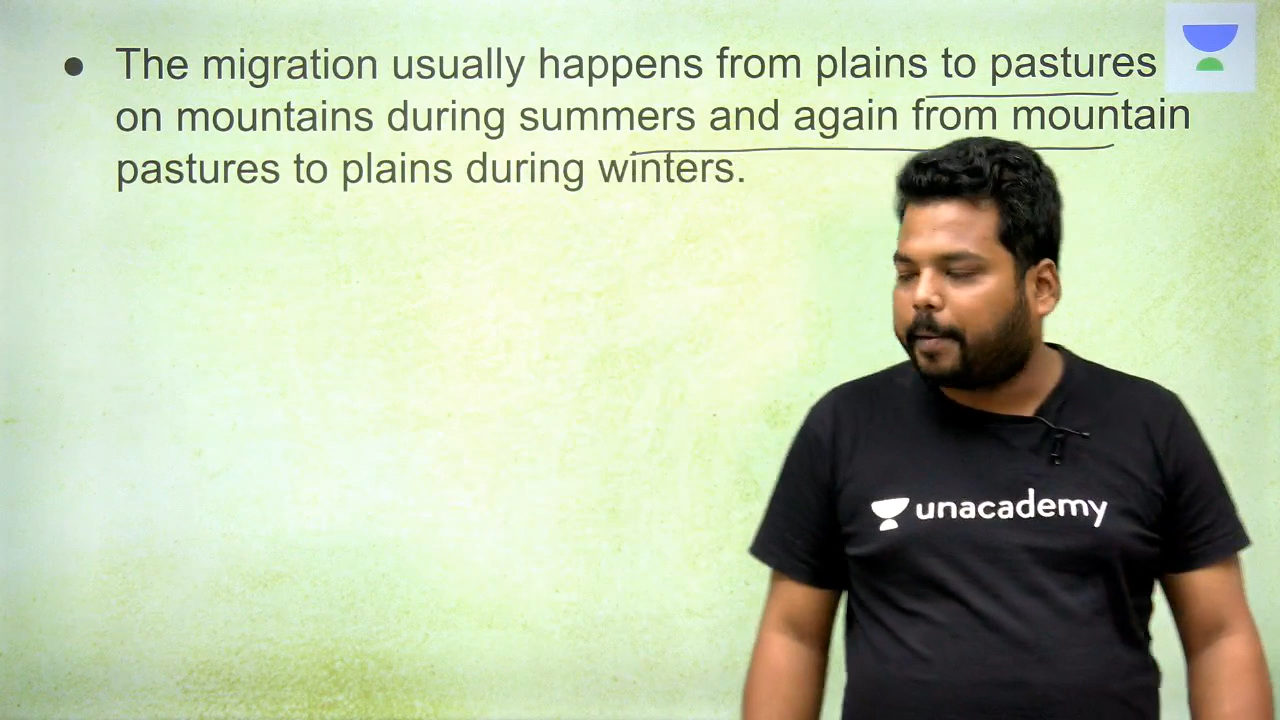 ● The migration usually happens from plains to pastures
on mountains during summers and again from mountain
pastures to plains during winters.
unacademy